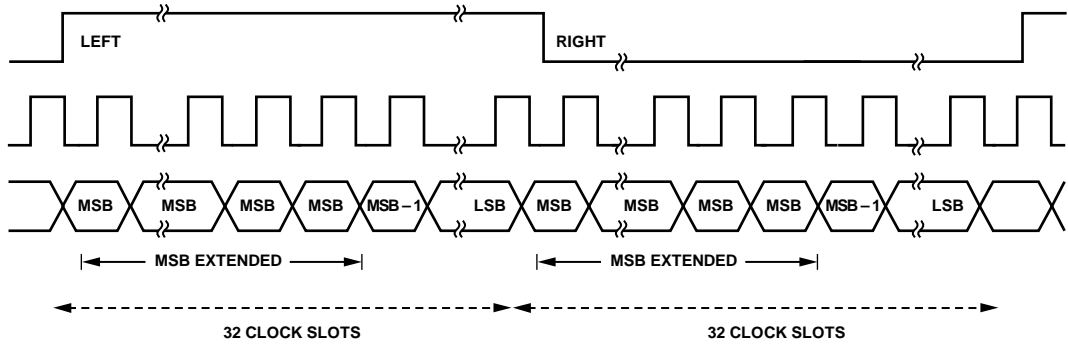 LEFT RIGHT
MSB MSB MSB MSB MSB – 1 LSB MSB MSB MSB MSB MSB – 1 LSB
MSB EXTENDED MSB EXTENDED
32 CLOCK SLOTS 32 CLOCK SLOTS